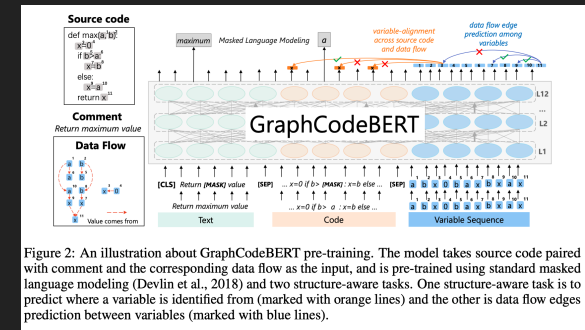 Source code
def max(a, b):
x=0
if b>a:
x=b
else:
x=a
return x
Comment
Return maximum value
Data Flow
Value comes from
maximum Masked Language Modeling a
variable-alignment
across source code
and data flow
data flow edge
prediction among
variables
GraphCodeBERT
L12
...
L2
L1
[CLS] Return [MASK] value [SEP] ... x=0 if b> [MASK] : x=b else ... [SEP] a b x 0 b a x b x a x
Return maximum value ... x=0 if b> a : x=b else ... a b x 0 b a x b x a x
Text Code Variable Sequence
Figure 2: An illustration about GraphCodeBERT pre-training. The model takes source code paired
with comment and the corresponding data flow as the input, and is pre-trained using standard masked
language modeling (Devlin et al., 2018) and two structure-aware tasks. One structure-aware task is to
predict where a variable is identified from (marked with orange lines) and the other is data flow edges
prediction between variables (marked with blue lines).